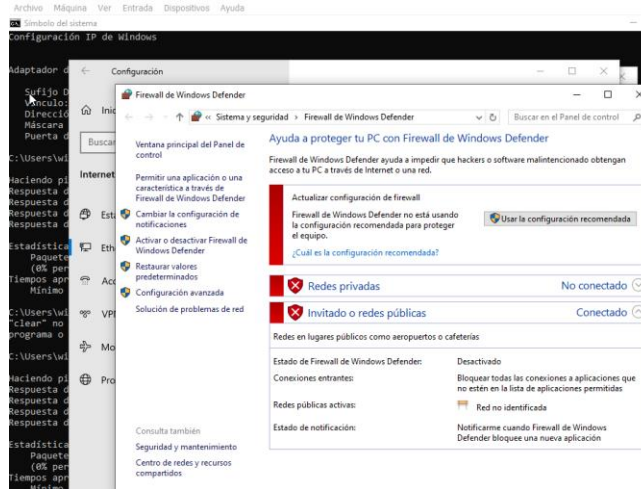 Archivo Máquina Ver Entrada Dispositivos Ayuda
Símbolo del sistema
Configuración IP de Windows
Adaptador d
Sufijo D
Vínculo:
Direcció
Máscara
Puerta d
C:\Users\wi
Haciendo pi
Respuesta d
Respuesta d
Respuesta d
Respuesta d
Estadística
Paquete
(0% per
Tiempos apr
Mínimo
C:\Users\wi
"clear" no
programa o
C:\Users\wi
Haciendo pi
Respuesta d
Respuesta d
Respuesta d
Respuesta d
Estadística
Paquete
(0% per
Tiempos apr
Mínimo
Configuración
Inic
Buscar
Internet
Est
Eth
Acc
VPN
Mo
Pro
Firewall de Windows Defender
« Sistema y seguridad › Firewall de Windows Defender
Buscar en el Panel de control
Ventana principal del Panel de
control
Permitir una aplicación o una
característica a través de
Firewall de Windows Defender
Cambiar la configuración de
notificaciones
Activar o desactivar Firewall de
Windows Defender
Restaurar valores
predeterminados
Configuración avanzada
Solución de problemas de red
Consulta también
Seguridad y mantenimiento
Centro de redes y recursos
compartidos
Ayuda a proteger tu PC con Firewall de Windows Defender
Firewall de Windows Defender ayuda a impedir que hackers o software malintencionado obtengan
acceso a tu PC a través de Internet o una red.
Actualizar configuración de firewall
Firewall de Windows Defender no está usando
la configuración recomendada para proteger
el equipo.
¿Cuál es la configuración recomendada?
Usar la configuración recomendada
Redes privadas No conectado
Invitado o redes públicas Conectado
Redes en lugares públicos como aeropuertos o cafeterías
Estado de Firewall de Windows Defender: Desactivado
Conexiones entrantes: Bloquear todas las conexiones a aplicaciones que
no estén en la lista de aplicaciones permitidas
Redes públicas activas: Red no identificada
Estado de notificación: Notificarme cuando Firewall de Windows
Defender bloquee una nueva aplicación